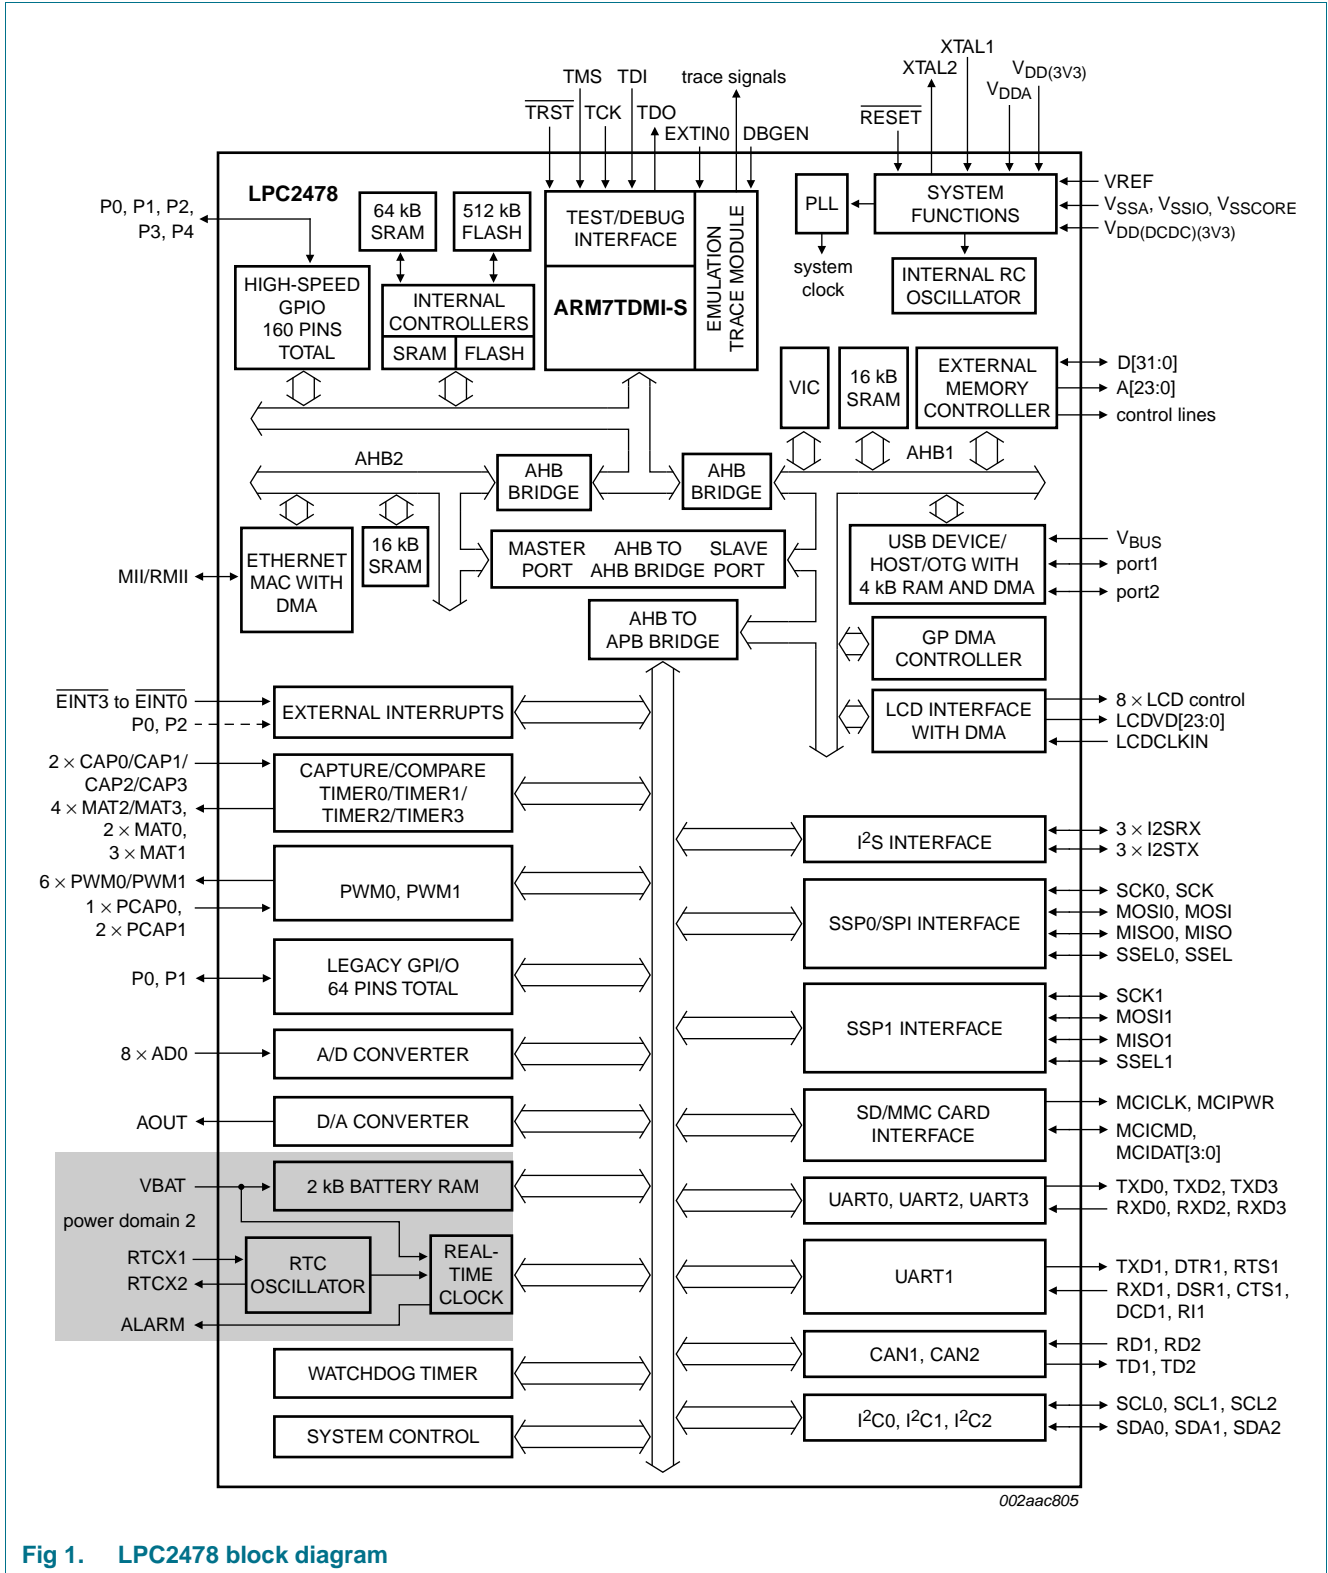 XTAL1
XTAL2
VDD(3V3)
TMS TDI trace signals
VDDA
TRST TCK TDO
RESET
EXTIN0 DBGEN
LPC2478
P0, P1, P2,
P3, P4
64 kB
SRAM
512 kB
FLASH
TEST/DEBUG
INTERFACE
EMULATION
TRACE MODULE
PLL
SYSTEM
FUNCTIONS
VREF
VSSA, VSSIO, VSSCORE
VDD(DCDC)(3V3)
system
clock
INTERNAL RC
OSCILLATOR
HIGH-SPEED
GPIO
160 PINS
TOTAL
INTERNAL
CONTROLLERS
SRAM FLASH
ARM7TDMI-S
VIC
16 kB
SRAM
EXTERNAL
MEMORY
CONTROLLER
D[31:0]
A[23:0]
control lines
AHB2
AHB
BRIDGE
AHB
BRIDGE
AHB1
ETHERNET
MAC WITH
DMA
MII/RMII
16 kB
SRAM
MASTER
PORT
AHB TO
AHB BRIDGE
SLAVE
PORT
USB DEVICE/
HOST/OTG WITH
4 kB RAM AND DMA
VBUS
port1
port2
AHB TO
APB BRIDGE
GP DMA
CONTROLLER
LCD INTERFACE
WITH DMA
8 × LCD control
LCDVD[23:0]
LCDCLKIN
EINT3 to EINT0
P0, P2
EXTERNAL INTERRUPTS
2 × CAP0/CAP1/
CAP2/CAP3
4 × MAT2/MAT3,
2 × MAT0,
3 × MAT1
CAPTURE/COMPARE
TIMER0/TIMER1/
TIMER2/TIMER3
6 × PWM0/PWM1
1 × PCAP0,
2 × PCAP1
PWM0, PWM1
P0, P1
LEGACY GPI/O
64 PINS TOTAL
8 × AD0
A/D CONVERTER
AOUT
D/A CONVERTER
VBAT
2 kB BATTERY RAM
power domain 2
RTCX1
RTCX2
RTC
OSCILLATOR
REAL-
TIME
CLOCK
ALARM
WATCHDOG TIMER
SYSTEM CONTROL
I2S INTERFACE
3 × I2SRX
3 × I2STX
SSP0/SPI INTERFACE
SCK0, SCK
MOSI0, MOSI
MISO0, MISO
SSEL0, SSEL
SSP1 INTERFACE
SCK1
MOSI1
MISO1
SSEL1
SD/MMC CARD
INTERFACE
MCICLK, MCIPWR
MCICMD,
MCIDAT[3:0]
UART0, UART2, UART3
TXD0, TXD2, TXD3
RXD0, RXD2, RXD3
UART1
TXD1, DTR1, RTS1
RXD1, DSR1, CTS1,
DCD1, RI1
CAN1, CAN2
RD1, RD2
TD1, TD2
I2C0, I2C1, I2C2
SCL0, SCL1, SCL2
SDA0, SDA1, SDA2
002aac805
Fig 1. LPC2478 block diagram